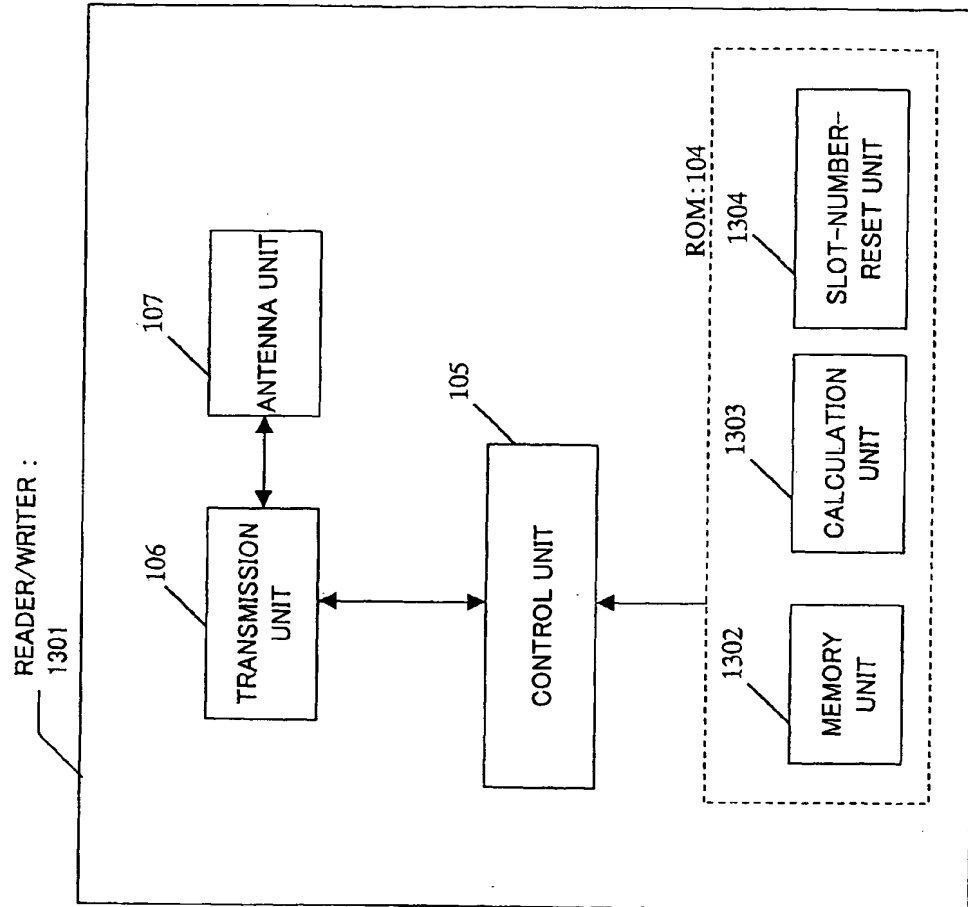 READER/WRITER :
1301
106
TRANSMISSION
UNIT
107
ANTENNA UNIT
105
CONTROL UNIT
ROM:104
1302
MEMORY
UNIT
1303
CALCULATION
UNIT
1304
SLOT-NUMBER-
RESET UNIT